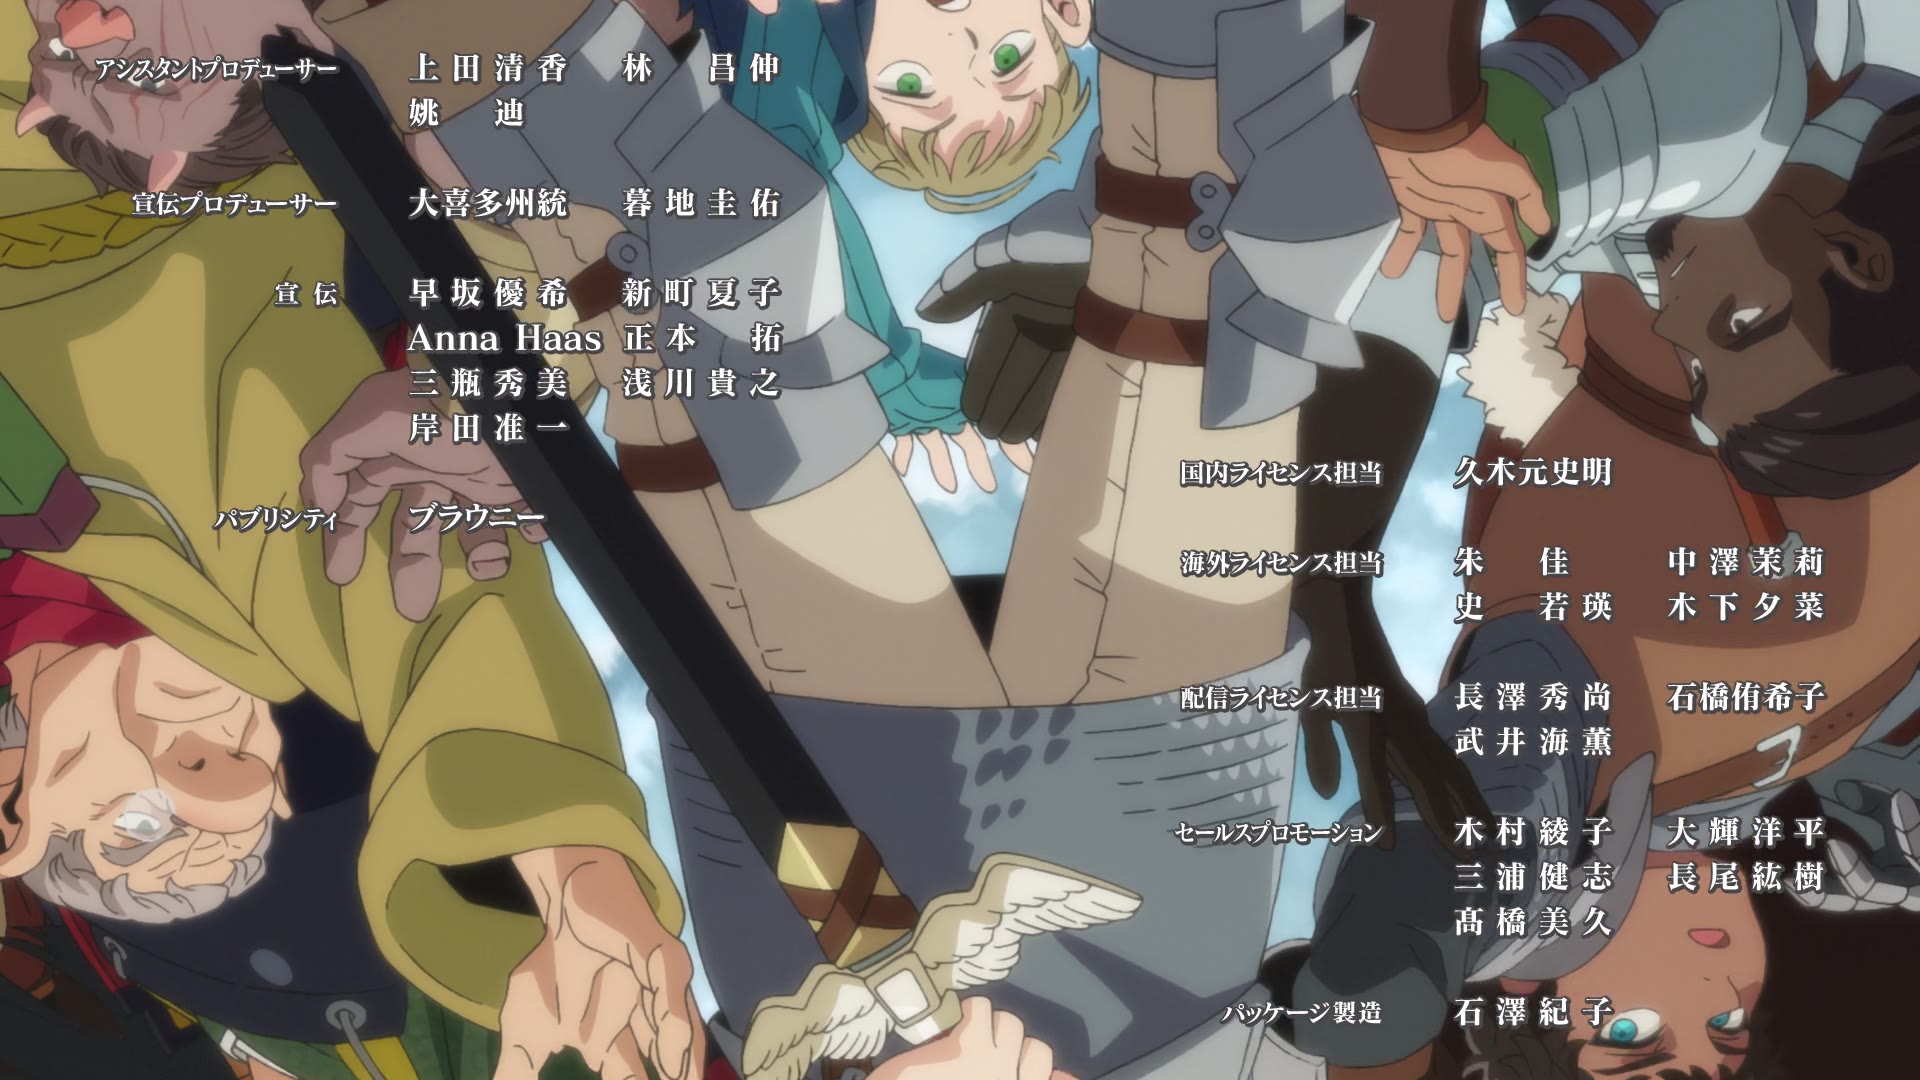 アシスタントプロデューサー 上田清香 林 昌伸
姚 迪
宣伝プロデューサー 大喜多州統 暮地圭佑
宣伝 早坂優希 新町夏子
Anna Haas 正本 拓
三瓶秀美 浅川貴之
岸田准一
パブリシティ ブラウニー
国内ライセンス担当 久木元史明
海外ライセンス担当 朱 佳 中澤茉莉
史 若瑛 木下夕菜
配信ライセンス担当 長澤秀尚 石橋侑希子
武井海薫
セールスプロモーション 木村綾子 大輝洋平
三浦健志 長尾紘樹
髙橋美久
パッケージ製造 石澤紀子